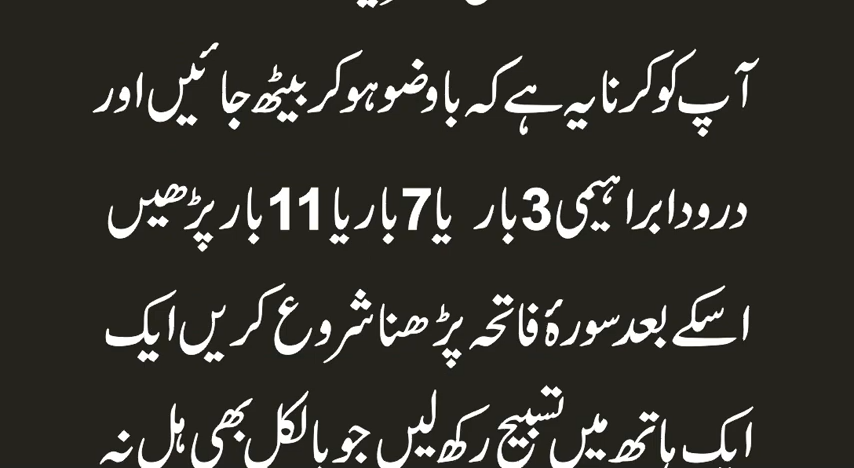 آپ کو کرنا یہ ہے کہ باوضو ہو کر بیٹھ جائیں اور
درود ابراہیمی 3 بار یا 7 بار یا 11 بار پڑھیں
اسکے بعد سورۂ فاتحہ پڑھنا شروع کریں ایک
ایک ہاتھ میں تسبیح رکھ لیں جو بالکل بھی ہل نہ